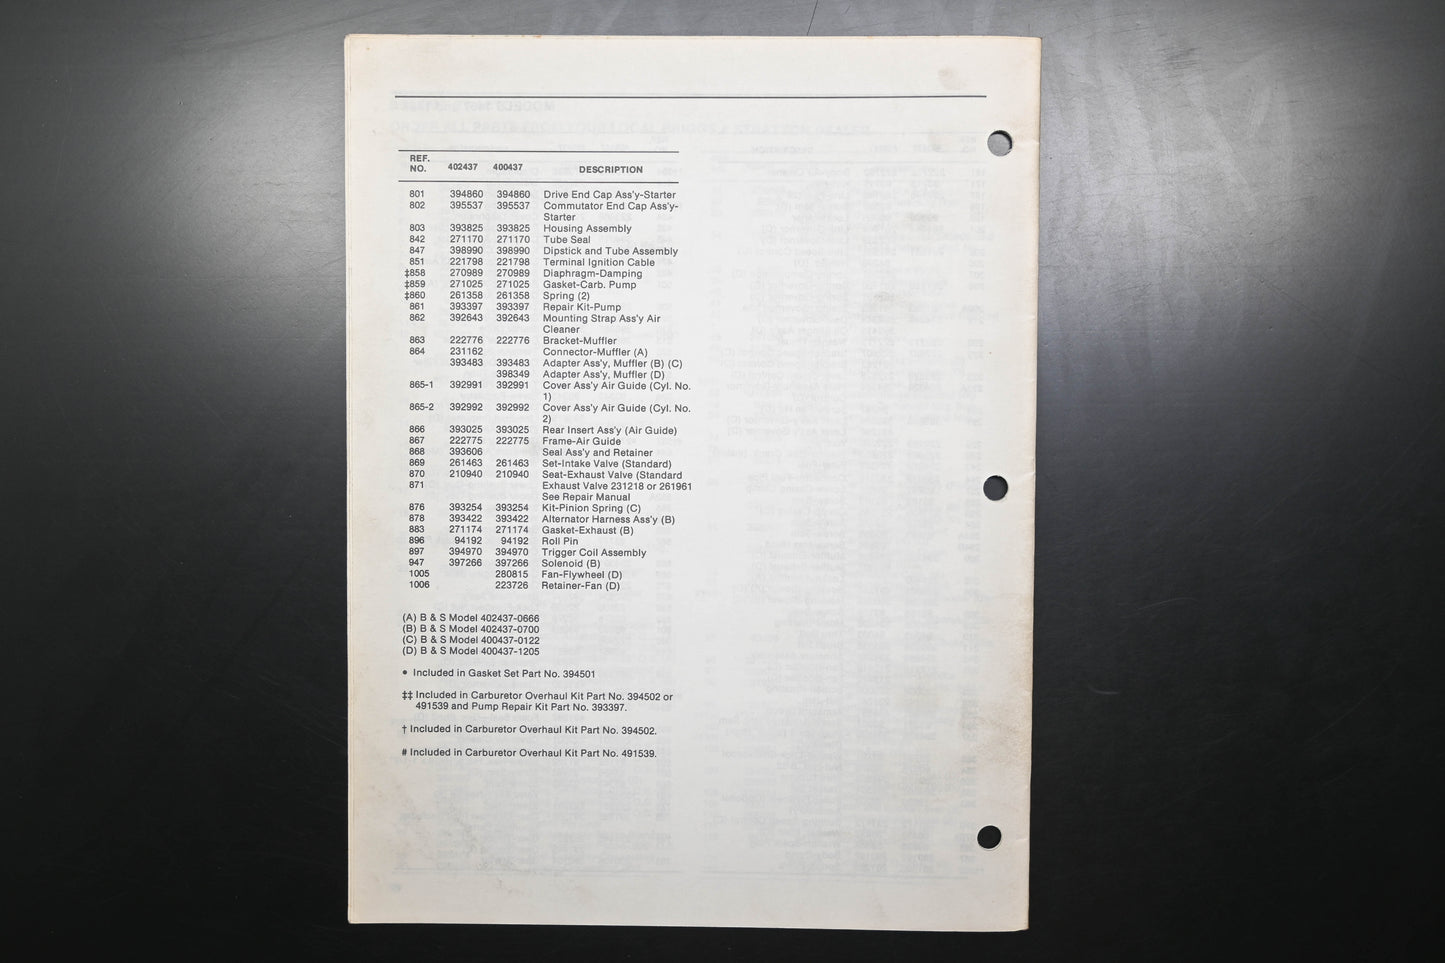 REF. NO. 402437 400437 DESCRIPTION
801 394860 394860 Drive End Cap Ass'y-Starter
802 395537 395537 Commutator End Cap Ass'y-
Starter
803 393825 393825 Housing Assembly
842 271170 271170 Tube Seal
847 398990 398990 Dipstick and Tube Assembly
851 221798 221798 Terminal Ignition Cable
‡858 270989 270989 Diaphragm-Damping
‡859 271025 271025 Gasket-Carb. Pump
‡860 261358 261358 Spring (2)
861 393397 393397 Repair Kit-Pump
862 392643 392643 Mounting Strap Ass'y Air
Cleaner
863 222776 222776 Bracket-Muffler
864 231162 Connector-Muffler (A)
393483 393483 Adapter Ass'y, Muffler (B) (C)
398349 Adapter Ass'y, Muffler (D)
865-1 392991 392991 Cover Ass'y Air Guide (Cyl. No.
1)
865-2 392992 392992 Cover Ass'y Air Guide (Cyl. No.
2)
866 393025 393025 Rear Insert Ass'y (Air Guide)
867 222775 222775 Frame-Air Guide
868 393606 Seal Ass'y and Retainer
869 261463 261463 Set-Intake Valve (Standard)
870 210940 210940 Seat-Exhaust Valve (Standard
871 Exhaust Valve 231218 or 261961
See Repair Manual
876 393254 393254 Kit-Pinion Spring (C)
878 393422 393422 Alternator Harness Ass'y (B)
883 271174 271174 Gasket-Exhaust (B)
896 94192 94192 Roll Pin
897 394970 394970 Trigger Coil Assembly
947 397266 397266 Solenoid (B)
1005 280815 Fan-Flywheel (D)
1006 223726 Retainer-Fan (D)
(A) B & S Model 402437-0666
(B) B & S Model 402437-0700
(C) B & S Model 400437-0122
(D) B & S Model 400437-1205
● Included in Gasket Set Part No. 394501
‡‡ Included in Carburetor Overhaul Kit Part No. 394502 or
491539 and Pump Repair Kit Part No. 393397.
† Included in Carburetor Overhaul Kit Part No. 394502.
# Included in Carburetor Overhaul Kit Part No. 491539.